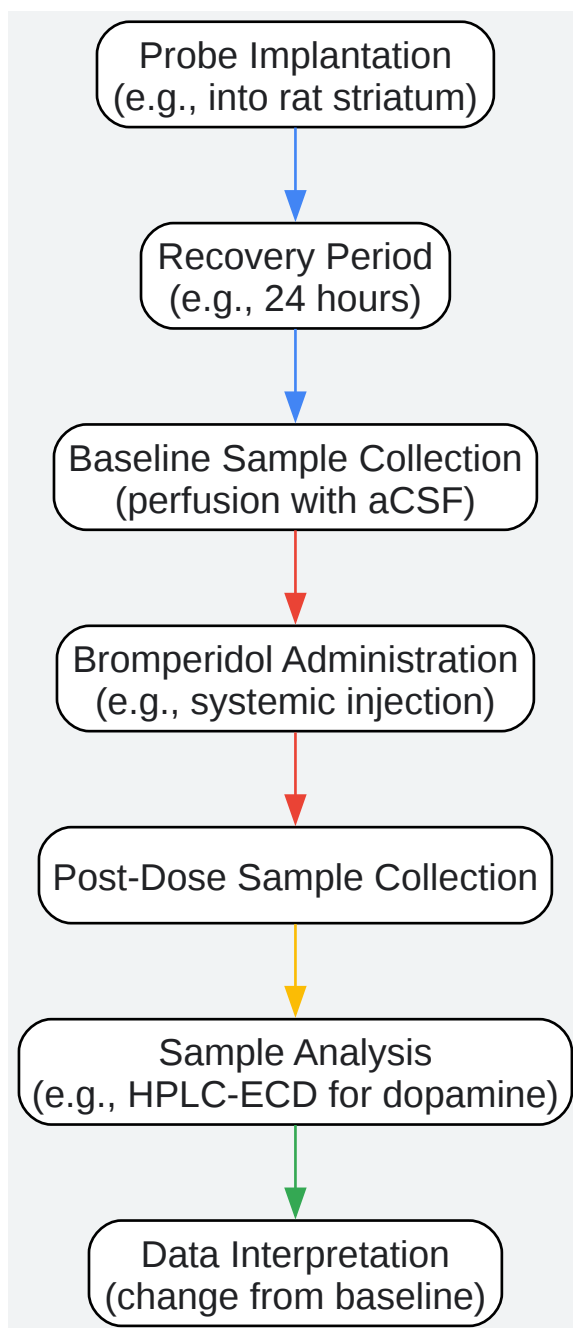 Probe Implantation
(e.g., into rat striatum)
Recovery Period
(e.g., 24 hours)
Baseline Sample Collection
(perfusion with aCSF)
Bromperidol Administration
(e.g., systemic injection)
Post-Dose Sample Collection
Sample Analysis
(e.g., HPLC-ECD for dopamine)
Data Interpretation
(change from baseline)